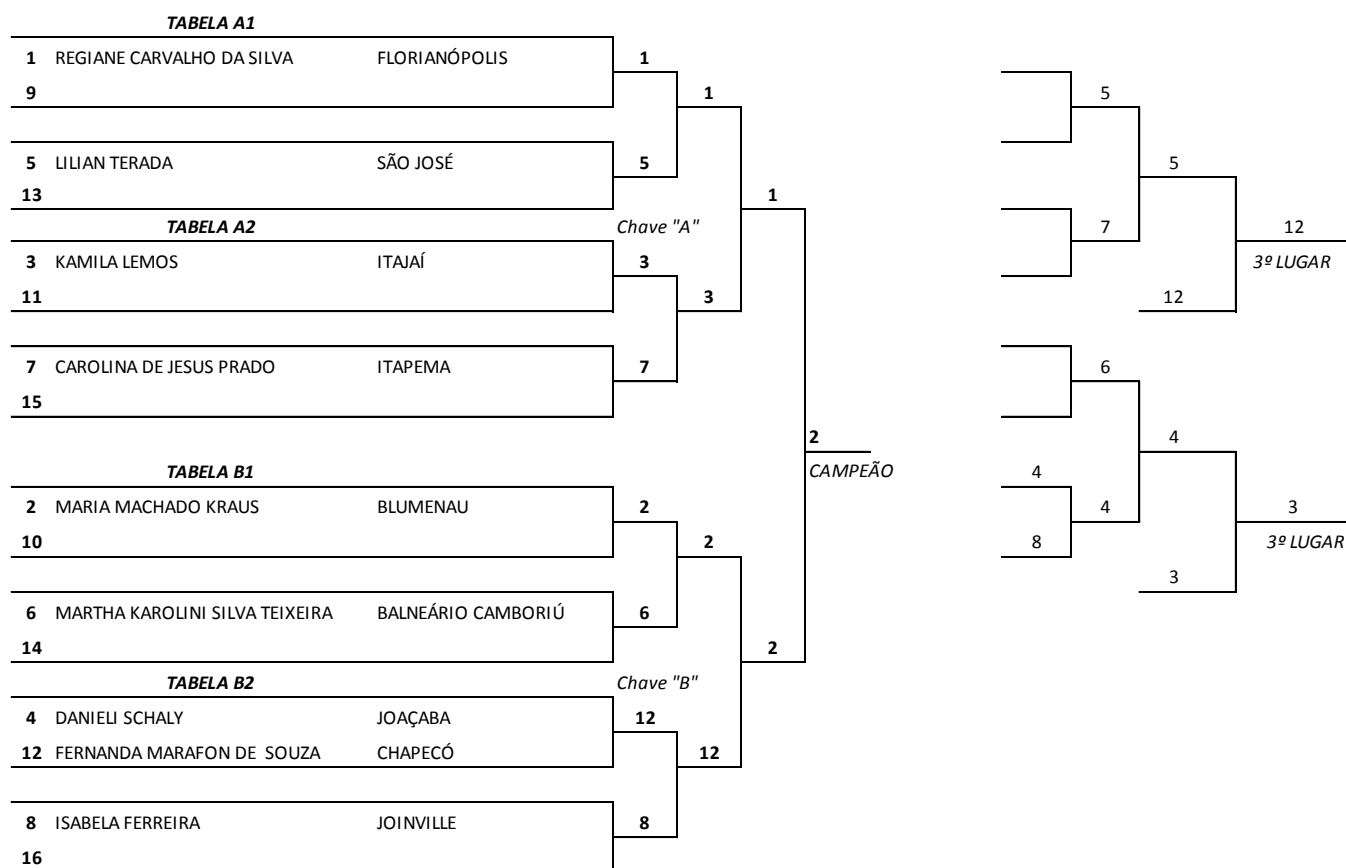 TABELA A1
1 REGIANE CARVALHO DA SILVA FLORIANÓPOLIS 1
9 1 5
5 LILIAN TERADA SÃO JOSÉ 5 5
13 1
TABELA A2 Chave "A" 7 12
3 KAMILA LEMOS ITAJAÍ 3 3º LUGAR
11 3 12
7 CAROLINA DE JESUS PRADO ITAPEMA 7 6
15
2 4
TABELA B1 CAMPEÃO 4
2 MARIA MACHADO KRAUS BLUMENAU 2 4 3
10 2 8 3º LUGAR
3
6 MARTHA KAROLINI SILVA TEIXEIRA BALNEÁRIO CAMBORIÚ 6
14 2
TABELA B2 Chave "B"
4 DANIELI SCHALY JOAÇABA 12
12 FERNANDA MARAFON DE SOUZA CHAPECÓ 12
8 ISABELA FERREIRA JOINVILLE 8
16